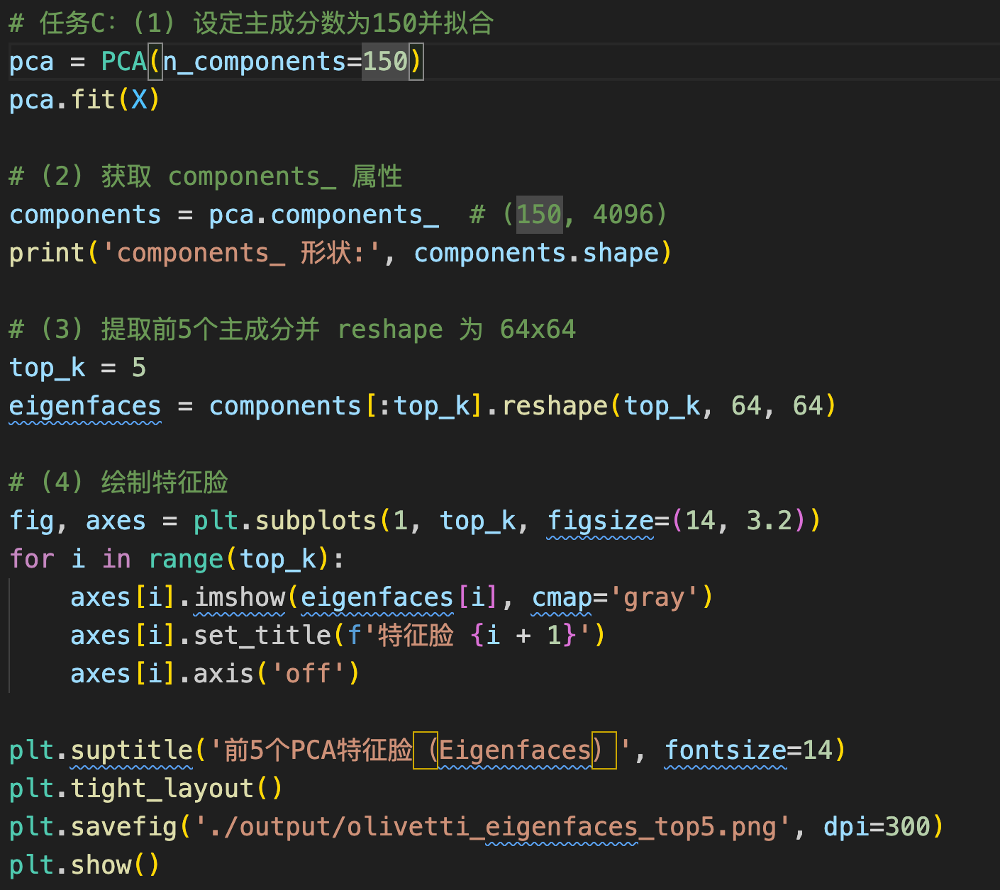 # 任务C：(1) 设定主成分数为150并拟合
pca = PCA(n_components=150)
pca.fit(X)
# (2) 获取 components_ 属性
components = pca.components_  # (150, 4096)
print('components_ 形状:', components.shape)
# (3) 提取前5个主成分并 reshape 为 64x64
top_k = 5
eigenfaces = components[:top_k].reshape(top_k, 64, 64)
# (4) 绘制特征脸
fig, axes = plt.subplots(1, top_k, figsize=(14, 3.2))
for i in range(top_k):
    axes[i].imshow(eigenfaces[i], cmap='gray')
    axes[i].set_title(f'特征脸 {i + 1}')
    axes[i].axis('off')
plt.suptitle('前5个PCA特征脸（Eigenfaces）', fontsize=14)
plt.tight_layout()
plt.savefig('./output/olivetti_eigenfaces_top5.png', dpi=300)
plt.show()